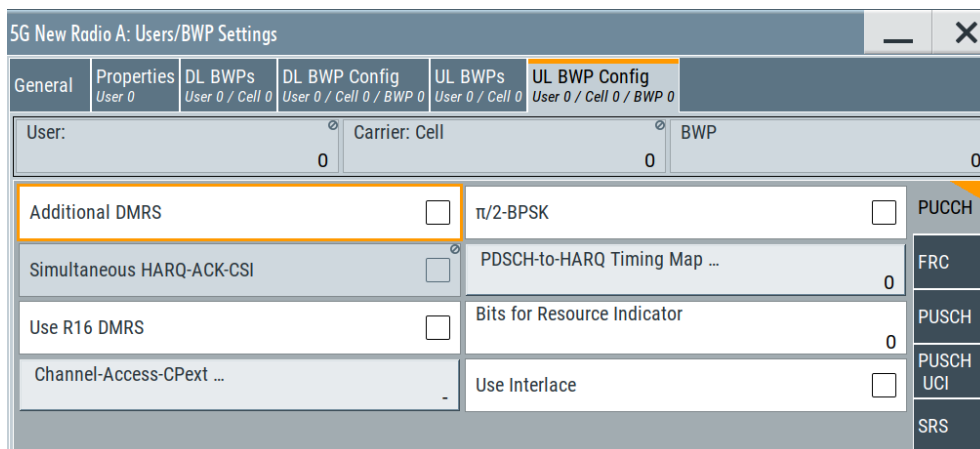 5G New Radio A: Users/BWP Settings
General
Properties
User 0
DL BWPs
User 0 / Cell 0
DL BWP Config
User 0 / Cell 0 / BWP 0
UL BWPs
User 0 / Cell 0
UL BWP Config
User 0 / Cell 0 / BWP 0
User:
0
Carrier: Cell
0
BWP
0
Additional DMRS
π/2-BPSK
Simultaneous HARQ-ACK-CSI
PDSCH-to-HARQ Timing Map ...
0
Use R16 DMRS
Bits for Resource Indicator
0
Channel-Access-CPext ...
-
Use Interlace
PUCCH
FRC
PUSCH
PUSCH
UCI
SRS